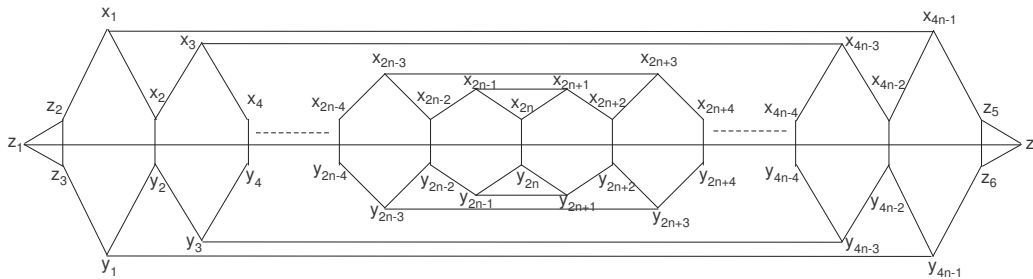 x1 x4n-1
x3 x4n-3
x2n-3 x2n+3
x2n-1 x2n+1
z2 x2 x4 x2n-4 x2n-2 x2n x2n+2 x2n+4 x4n-4 x4n-2 z5
z1 z
z3 y2 y4 y2n-4 y2n-2 y2n y2n+2 y2n+4 y4n-4 y4n-2 z6
y2n-1 y2n+1
y2n-3 y2n+3
y3 y4n-3
y1 y4n-1